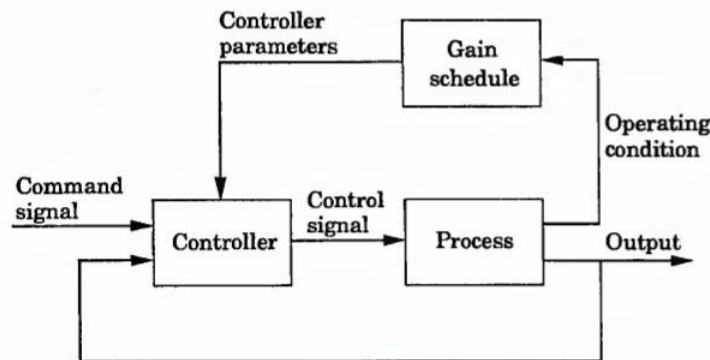 Controller
parameters
Gain
schedule
Operating
condition
Command
signal
Controller
Control
signal
Process
Output